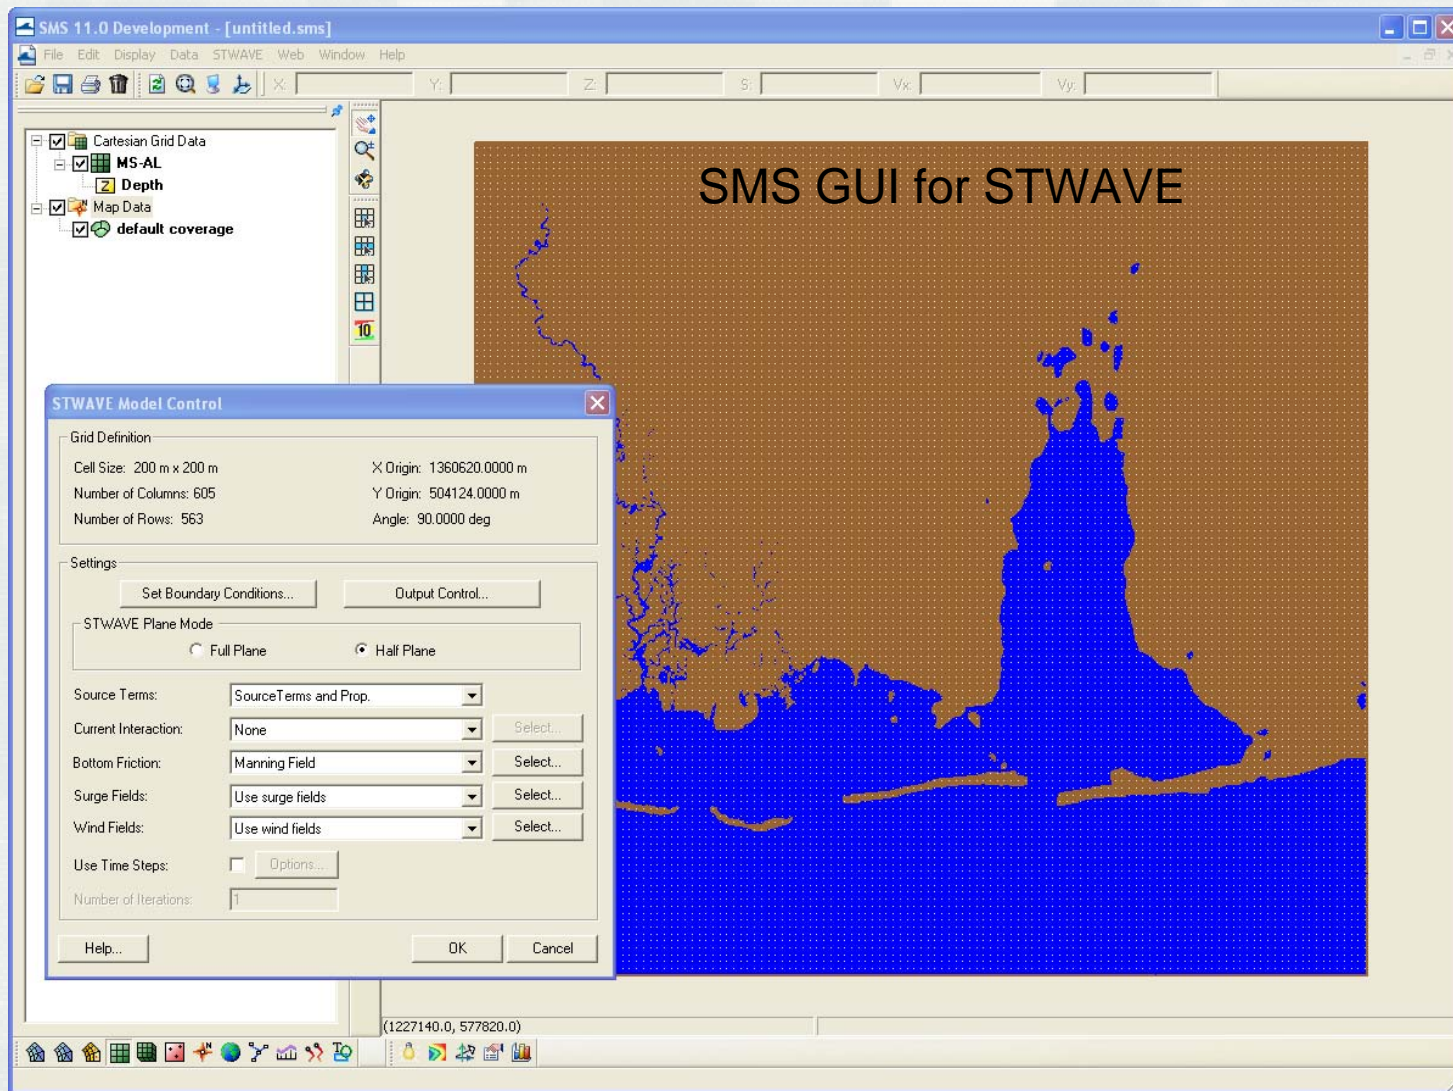 SMS 11.0 Development - [untitled.sms]
File Edit Display Data STWAVE Web Window Help
X: Y: Z: S: Vx: Vy:
Cartesian Grid Data
MS-AL
Z Depth
Map Data
default coverage
10
SMS GUI for STWAVE
STWAVE Model Control
Grid Definition
Cell Size: 200 m x 200 m X Origin: 1360620.0000 m
Number of Columns: 605 Y Origin: 504124.0000 m
Number of Rows: 563 Angle: 90.0000 deg
Settings
Set Boundary Conditions... Output Control...
STWAVE Plane Mode
Full Plane Half Plane
Source Terms: SourceTerms and Prop.
Current Interaction: None Select...
Bottom Friction: Manning Field Select...
Surge Fields: Use surge fields Select...
Wind Fields: Use wind fields Select...
Use Time Steps: Options...
Number of Iterations: 1
Help... OK Cancel
(1227140.0, 577820.0)